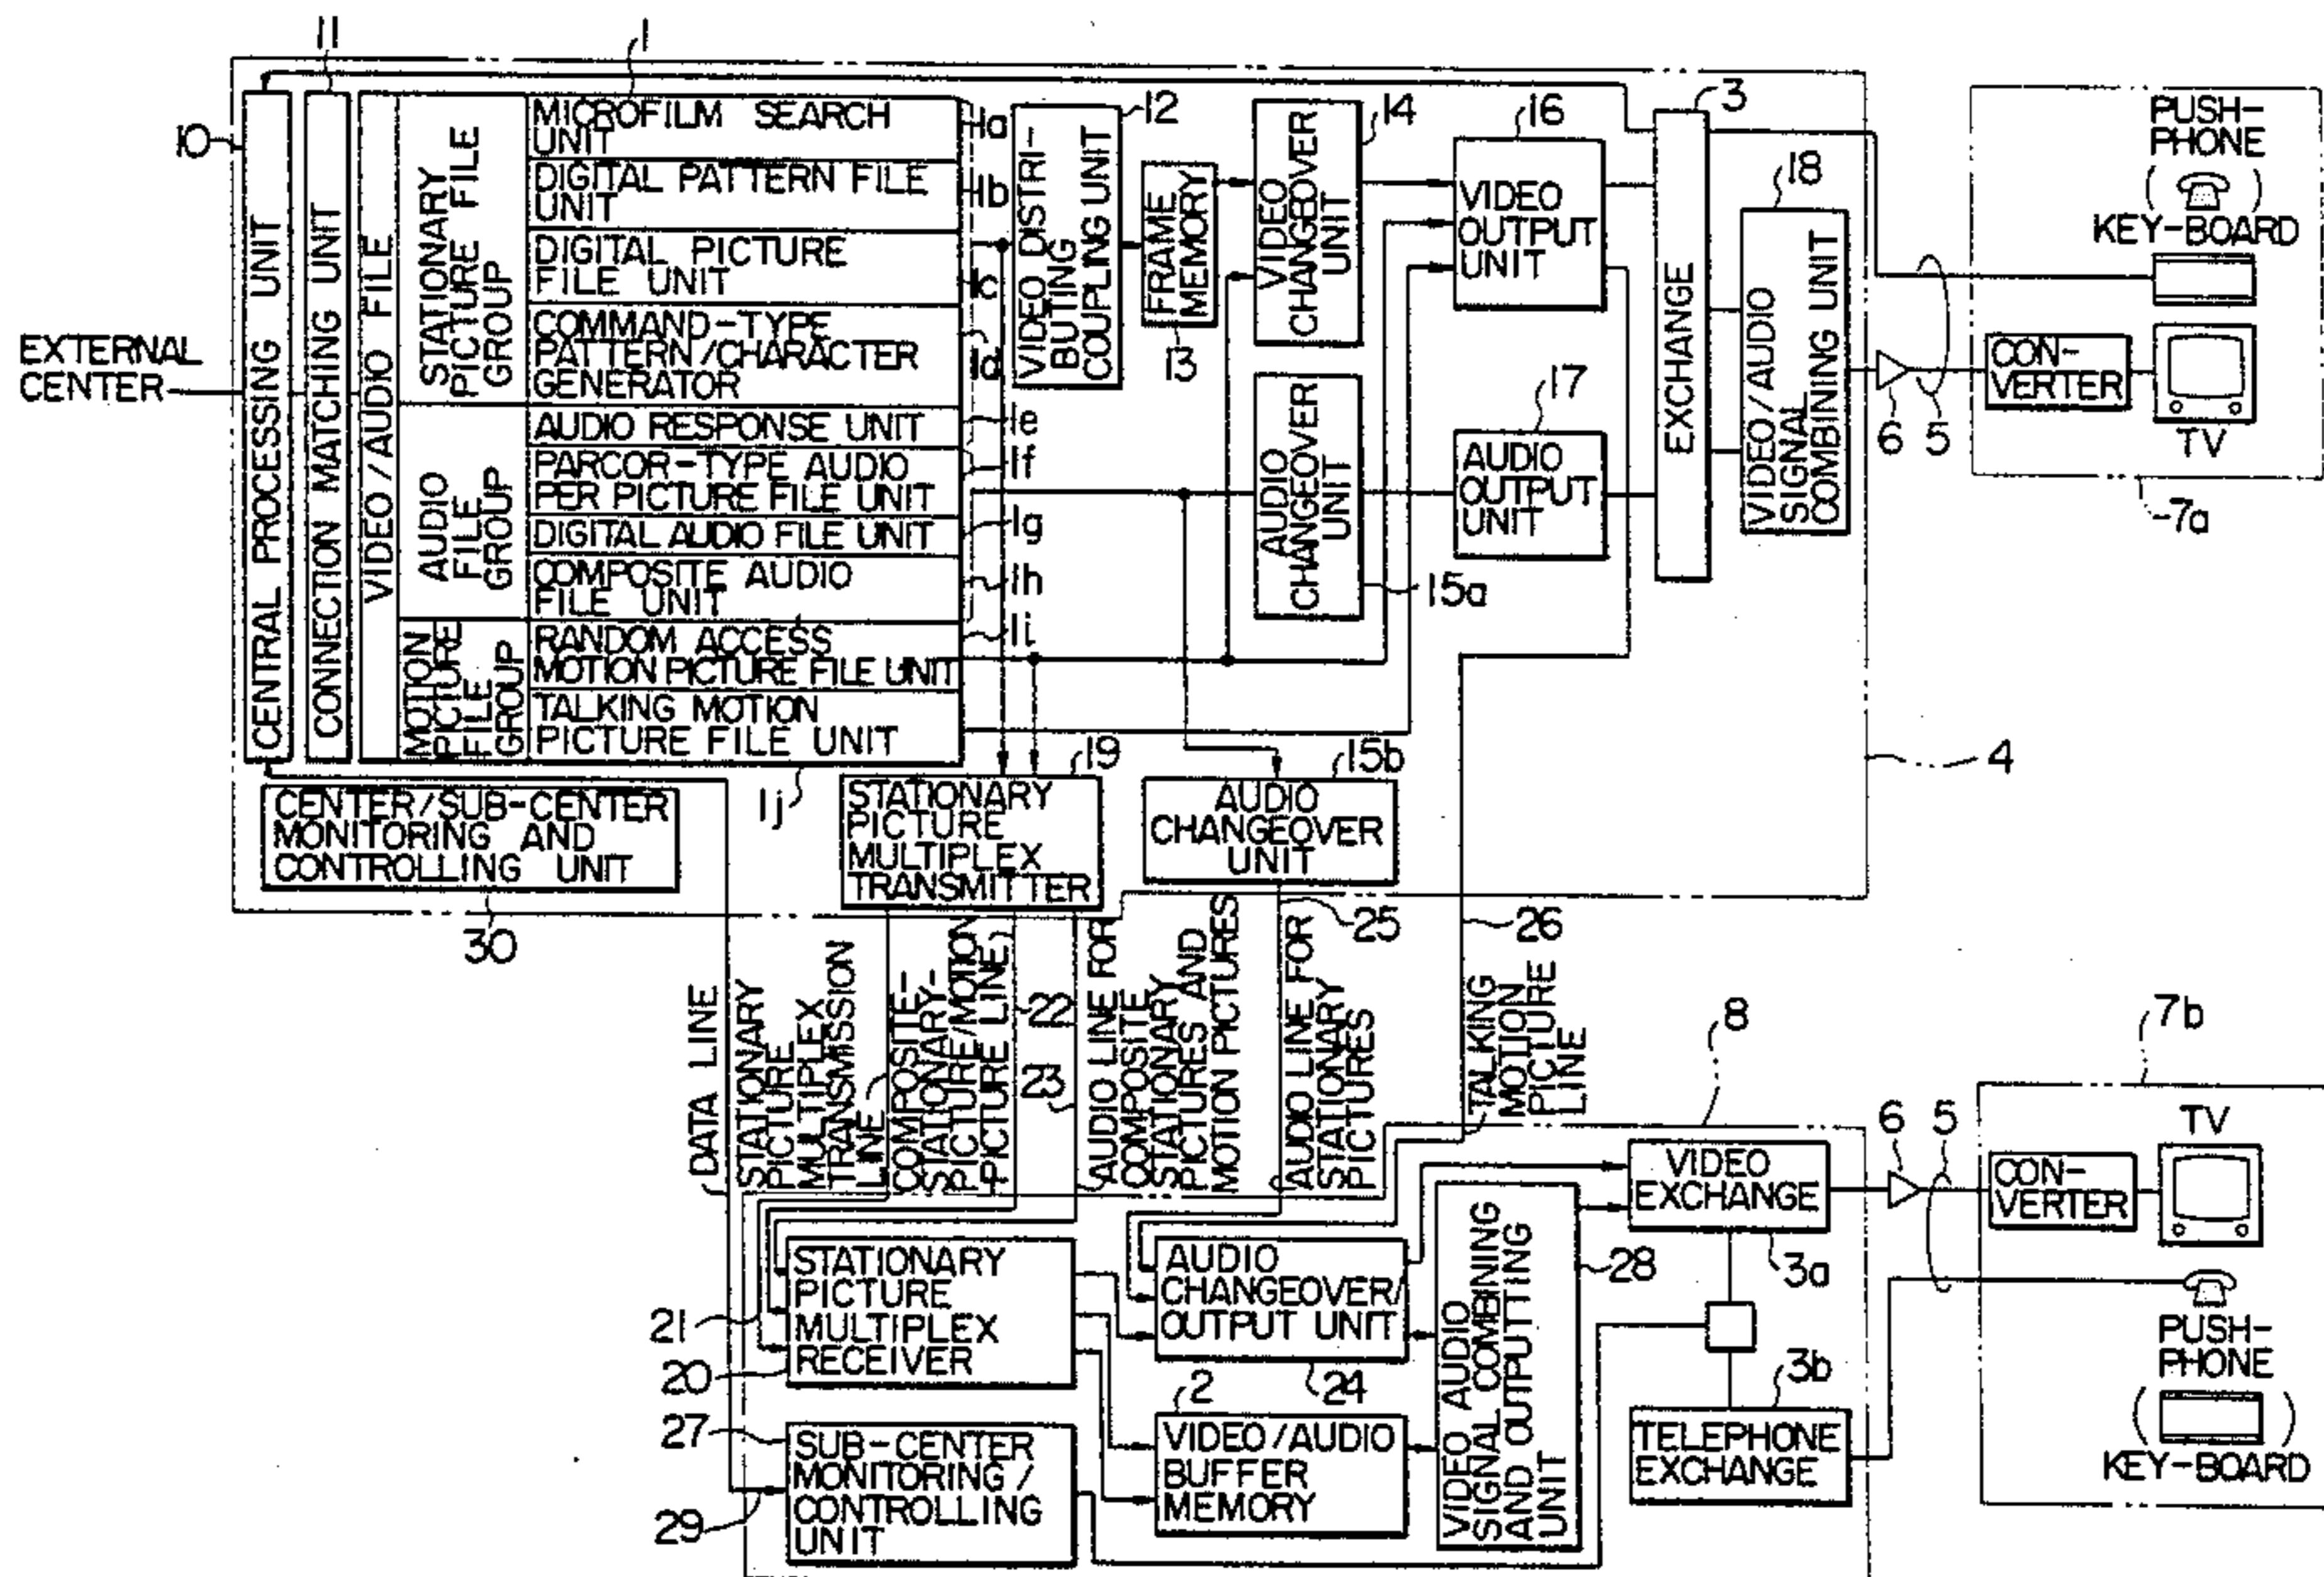 11
1
10
CENTRAL PROCESSING UNIT
CONNECTION MATCHING UNIT
VIDEO/AUDIO FILE
STATIONARY
PICTURE FILE
GROUP
AUDIO
FILE
GROUP
MOTION
PICTURE
FILE
GROUP
MICROFILM SEARCH
UNIT
1a
DIGITAL PATTERN FILE
UNIT
1b
DIGITAL PICTURE
FILE UNIT
1c
COMMAND-TYPE
PATTERN/CHARACTER
GENERATOR
1d
AUDIO RESPONSE UNIT
1e
PARCOR-TYPE AUDIO
PER PICTURE FILE UNIT
1f
DIGITAL AUDIO FILE UNIT
1g
COMPOSITE AUDIO
FILE UNIT
1h
RANDOM ACCESS
MOTION PICTURE FILE UNIT
1i
TALKING MOTION
PICTURE FILE UNIT
1j
EXTERNAL
CENTER
12
VIDEO DISTRI-
BUTING
COUPLING UNIT
FRAME
MEMORY
13
14
VIDEO
CHANGEOVER
UNIT
AUDIO
CHANGEOVER
UNIT
15a
16
VIDEO
OUTPUT
UNIT
17
AUDIO
OUTPUT
UNIT
3
EXCHANGE
18
VIDEO/AUDIO
SIGNAL
COMBINING UNIT
6
5
PUSH-
PHONE
( )
KEY-BOARD
CON-
VERTER
TV
7a
4
CENTER/SUB-CENTER
MONITORING AND
CONTROLLING UNIT
30
19
STATIONARY
PICTURE
MULTIPLEX
TRANSMITTER
15b
AUDIO
CHANGEOVER
UNIT
DATA LINE
STATIONARY
PICTURE
MULTIPLEX
TRANSMISSION
LINE
COMPOSITE-
STATIONARY-
PICTURE/MOTION
PICTURE LINE
22
23
AUDIO LINE FOR
COMPOSITE
STATIONARY
PICTURES AND
MOTION PICTURES
25
AUDIO LINE FOR
STATIONARY
PICTURES
26
TALKING
MOTION
PICTURE
LINE
8
7b
21
20
STATIONARY
PICTURE
MULTIPLEX
RECEIVER
AUDIO
CHANGEOVER/
OUTPUT UNIT
24
27
29
SUB-CENTER
MONITORING/
CONTROLLING
UNIT
2
VIDEO/AUDIO
BUFFER
MEMORY
VIDEO AUDIO
SIGNAL COMBINING
AND OUTPUTTING
UNIT
28
VIDEO
EXCHANGE
3a
3b
TELEPHONE
EXCHANGE
6
5
CON-
VERTER
TV
PUSH-
PHONE
( )
KEY-BOARD